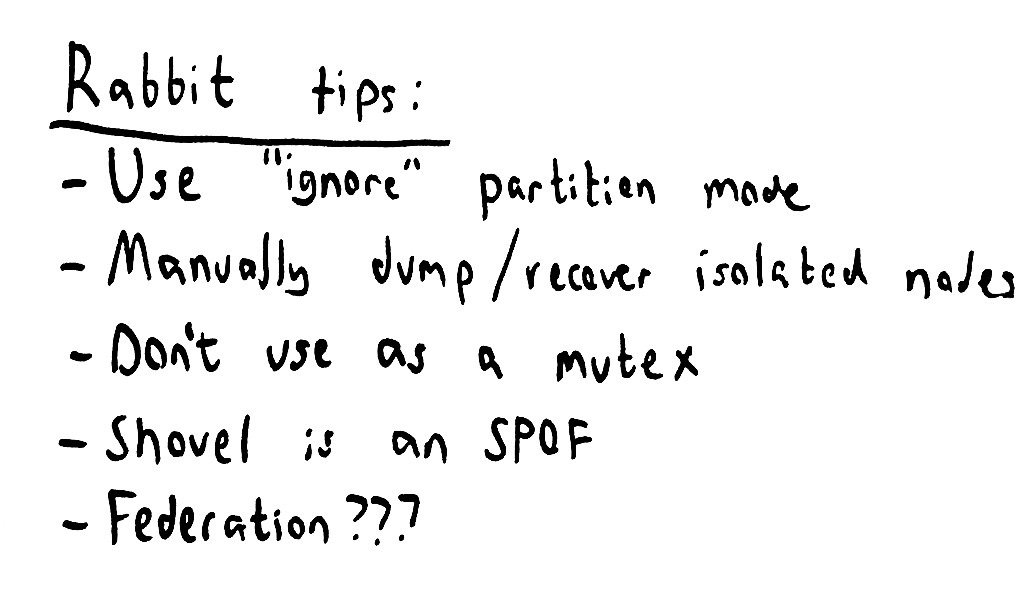 Rabbit tips:
- Use "ignore" partition mode
- Manually dump/recover isolated nodes
- Don't use as a mutex
- Shovel is an SPOF
- Federation???